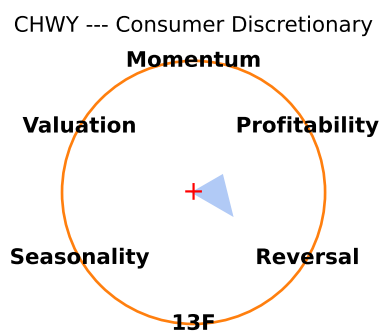 CHWY --- Consumer Discretionary
Momentum
Valuation
Profitability
Seasonality
Reversal
13F